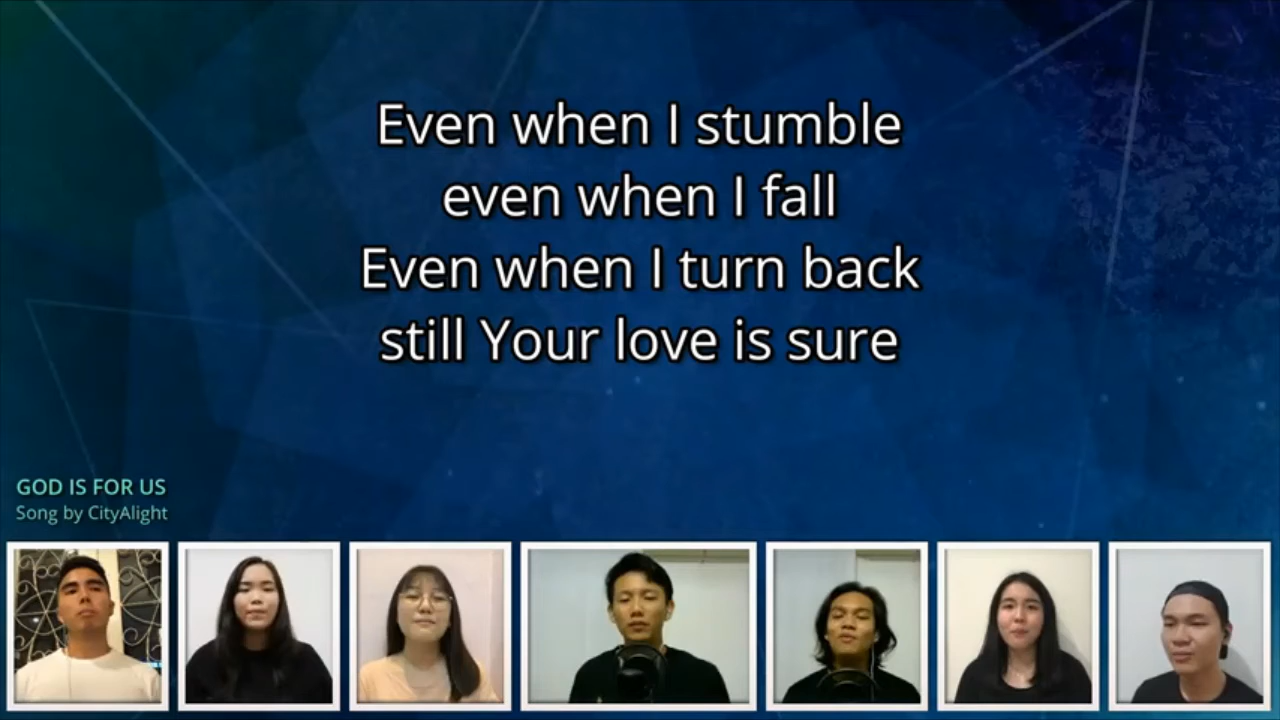 Even when I stumble
even when I fall
Even when I turn back
still Your love is sure
GOD IS FOR US
Song by CityAlight